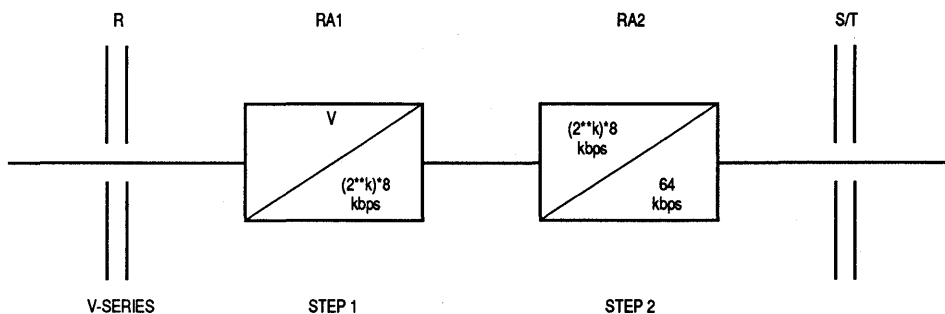 R
RA1
RA2
S/T
V
(2**k)*8
kbps
(2**k)*8
kbps
64
kbps
V-SERIES
STEP 1
STEP 2